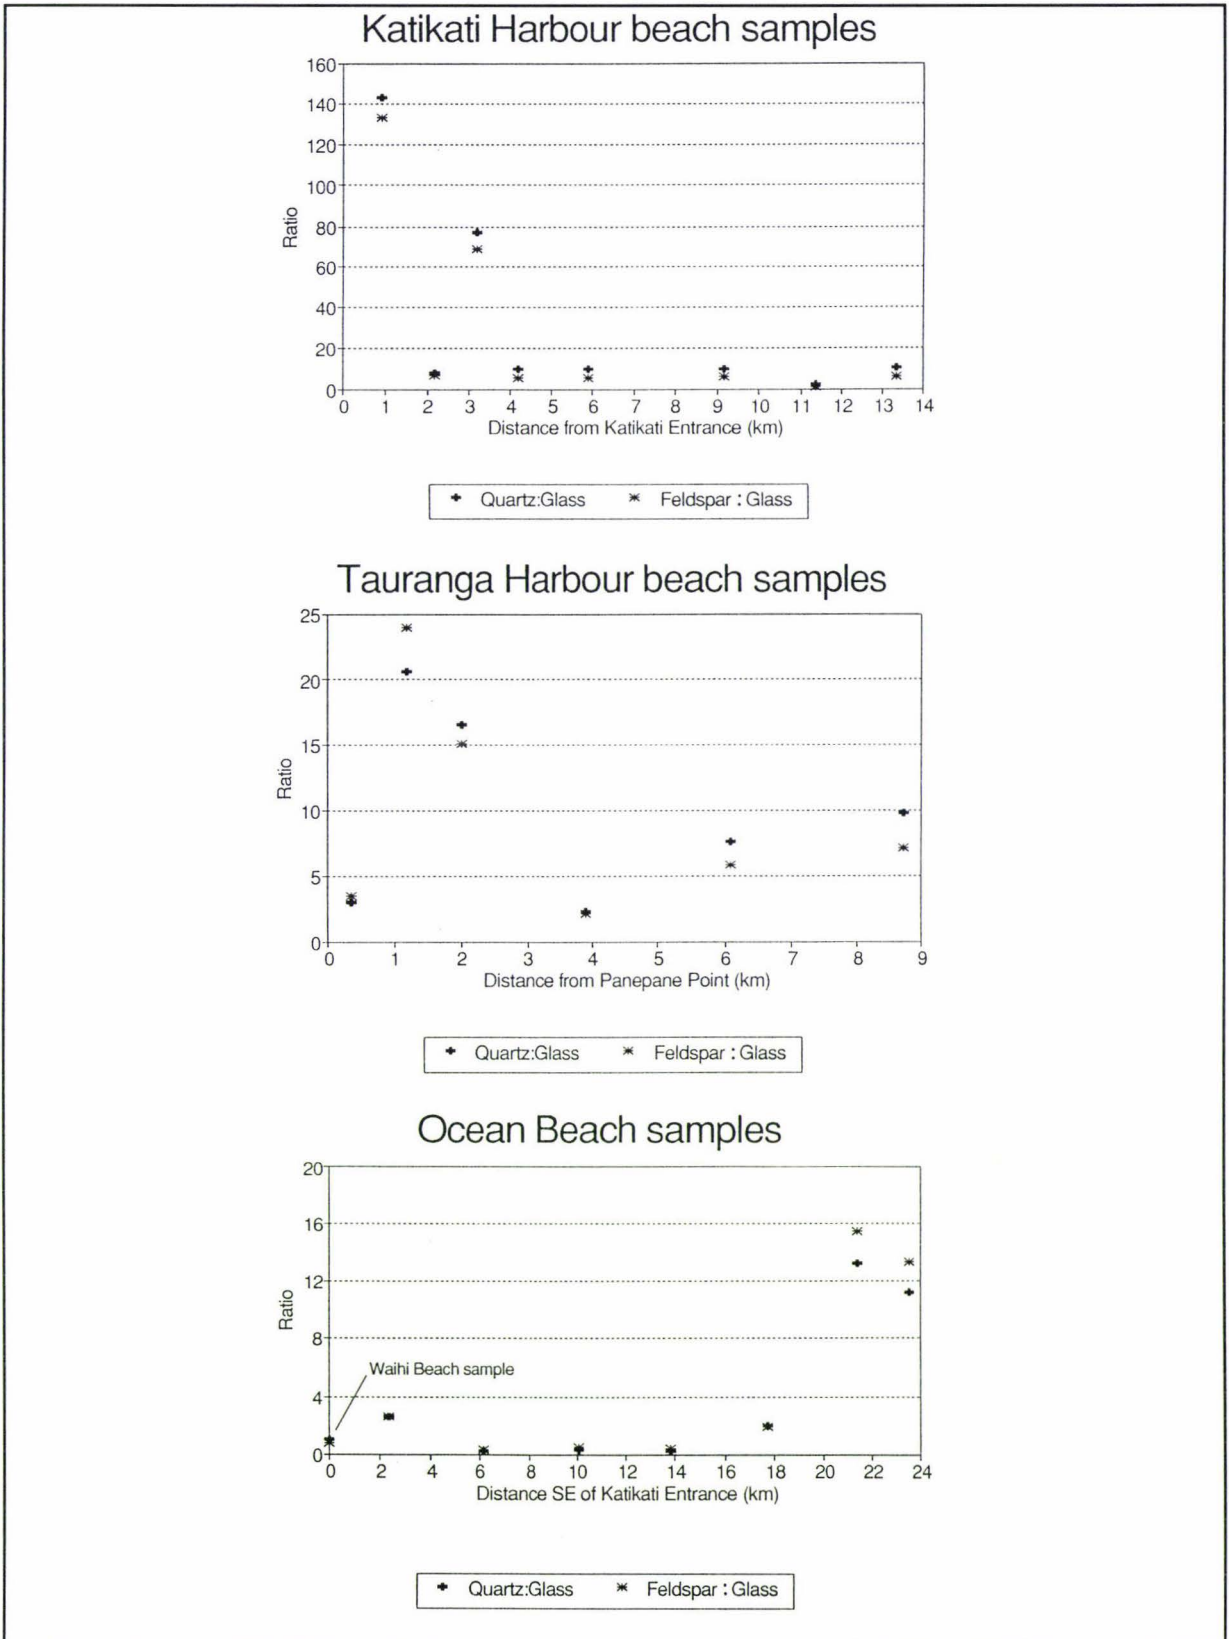 Katikati Harbour beach samples
160
140
120
100
80
60
40
20
0
Ratio
0 1 2 3 4 5 6 7 8 9 10 11 12 13 14
Distance from Katikati Entrance (km)
Quartz:Glass Feldspar : Glass
Tauranga Harbour beach samples
25
20
15
10
5
0
Ratio
0 1 2 3 4 5 6 7 8 9
Distance from Panepane Point (km)
Quartz:Glass Feldspar : Glass
Ocean Beach samples
20
16
12
8
4
0
Ratio
Waihi Beach sample
0 2 4 6 8 10 12 14 16 18 20 22 24
Distance SE of Katikati Entrance (km)
Quartz:Glass Feldspar : Glass